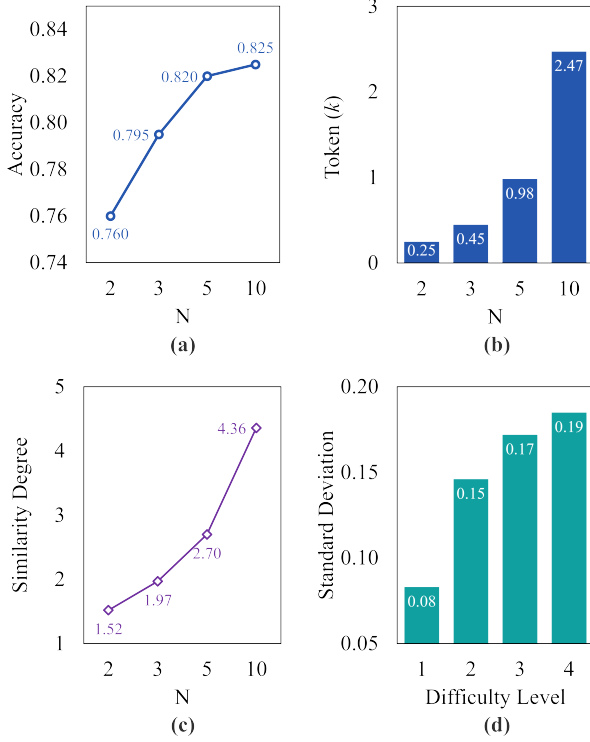 0.84
0.82
0.80
0.78
0.76
0.74
Accuracy
0.760
0.795
0.820
0.825
2 3 5 10
N
(a)
3
2
1
0
Token (k)
0.25
0.45
0.98
2.47
2 3 5 10
N
(b)
5
4
3
2
1
Similarity Degree
1.52
1.97
2.70
4.36
2 3 5 10
N
(c)
0.20
0.15
0.10
0.05
Standard Deviation
0.08
0.15
0.17
0.19
1 2 3 4
Difficulty Level
(d)